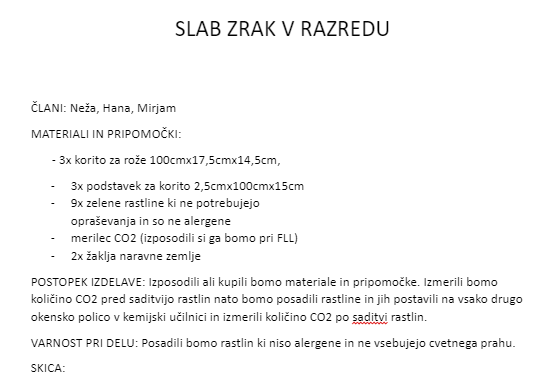 SLAB ZRAK V RAZREDU
ČLANI: Neža, Hana, Mirjam
MATERIALI IN PRIPOMOČKI:
- 3x korito za rože 100cmx17,5cmx14,5cm,
- 3x podstavek za korito 2,5cmx100cmx15cm
- 9x zelene rastline ki ne potrebujejo
opraševanja in so ne alergene
- merilec CO2 (izposodili si ga bomo pri FLL)
- 2x žaklja naravne zemlje
POSTOPEK IZDELAVE: Izposodili ali kupili bomo materiale in pripomočke. Izmerili bomo
količino CO2 pred saditvijo rastlin nato bomo posadili rastline in jih postavili na vsako drugo
okensko polico v kemijski učilnici in izmerili količino CO2 po saditvi rastlin.
VARNOST PRI DELU: Posadili bomo rastlin ki niso alergene in ne vsebujejo cvetnega prahu.
SKICA: